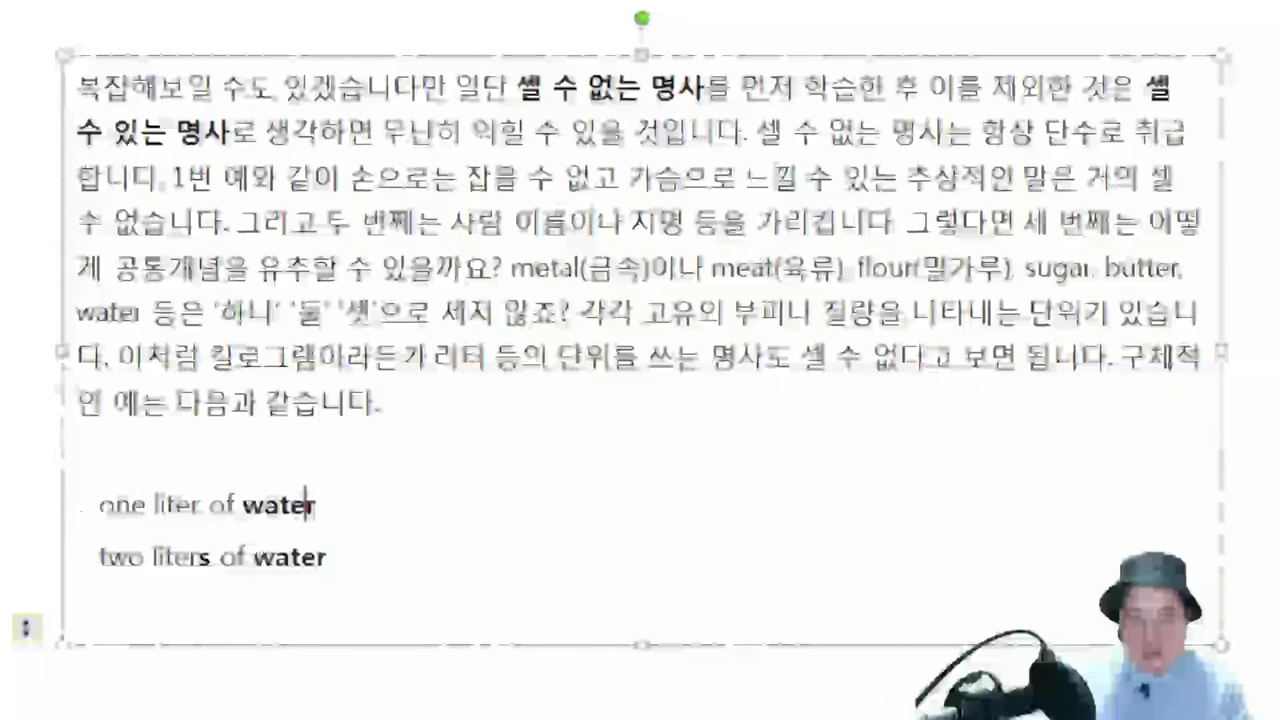 복잡해보일 수도 있겠습니다만 일단 셀 수 없는 명사를 먼저 학습한 후 이를 제외한 것은 셀
수 있는 명사로 생각하면 무난히 익힐 수 있을 것입니다. 셀 수 없는 명사는 항상 단수로 취급
합니다. 1번 예와 같이 손으로는 잡을 수 없고 가슴으로 느낄 수 있는 추상적인 말은 거의 셀
수 없습니다. 그리고 두 번째는 사람 이름이나 지명 등을 가리킵니다. 그렇다면 세 번째는 어떻
게 공통개념을 유추할 수 있을까요? metal(금속)이나 meat(육류), flour(밀가루), sugar, butter,
water 등은 '하나' '둘' '셋'으로 세지 않죠? 각각 고유의 부피나 질량을 나타내는 단위가 있습니
다. 이처럼 킬로그램이라든가 리터 등의 단위를 쓰는 명사도 셀 수 없다고 보면 됩니다. 구체적
인 예는 다음과 같습니다.
one liter of water
two liters of water